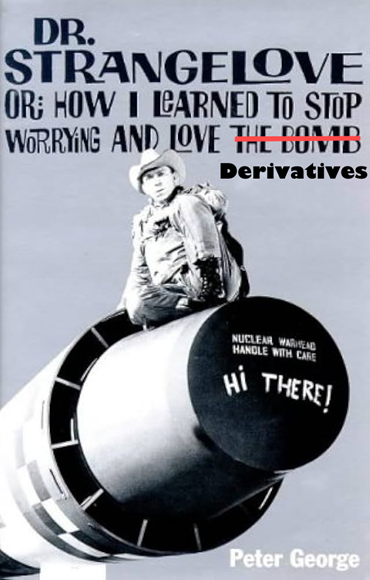 DR.
STRANGELOVE
OR: HOW I LEARNED TO STOP
WORRYING AND LOVE THE BOMB
Derivatives
NUCLEAR WARHEAD
HANDLE WITH CARE
Hi THERE!
Peter George